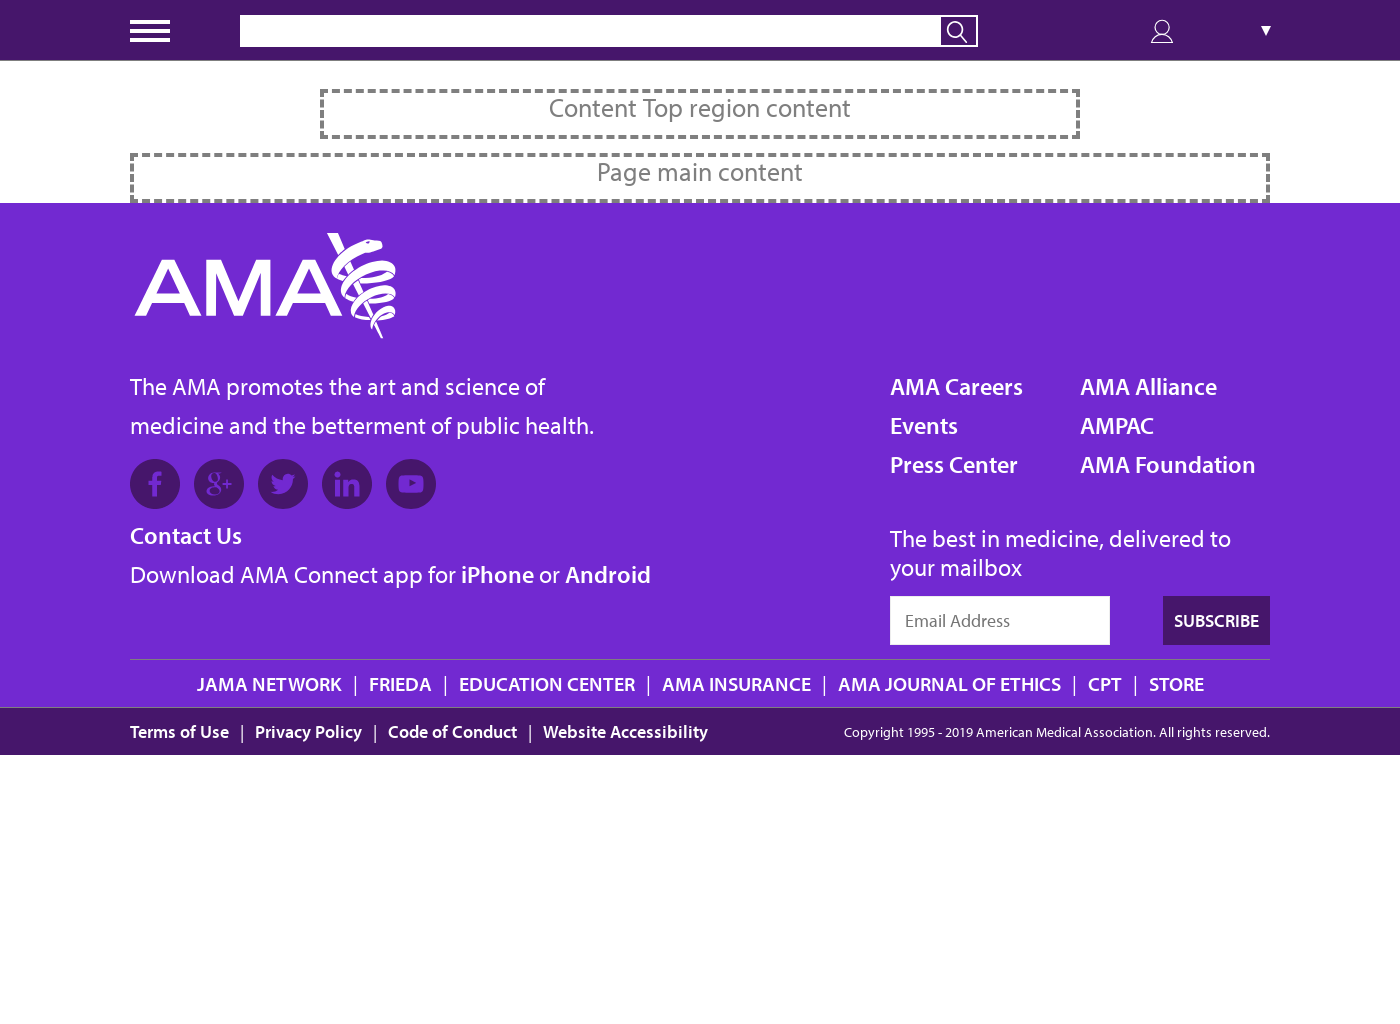 Content Top region content
Page main content
AMA
The AMA promotes the art and science of
medicine and the betterment of public health.
AMA Careers
Events
Press Center
AMA Alliance
AMPAC
AMA Foundation
Contact Us
Download AMA Connect app for iPhone or Android
The best in medicine, delivered to
your mailbox
Email Address
SUBSCRIBE
JAMA NETWORK | FRIEDA | EDUCATION CENTER | AMA INSURANCE | AMA JOURNAL OF ETHICS | CPT | STORE
Terms of Use | Privacy Policy | Code of Conduct | Website Accessibility
Copyright 1995 - 2019 American Medical Association. All rights reserved.